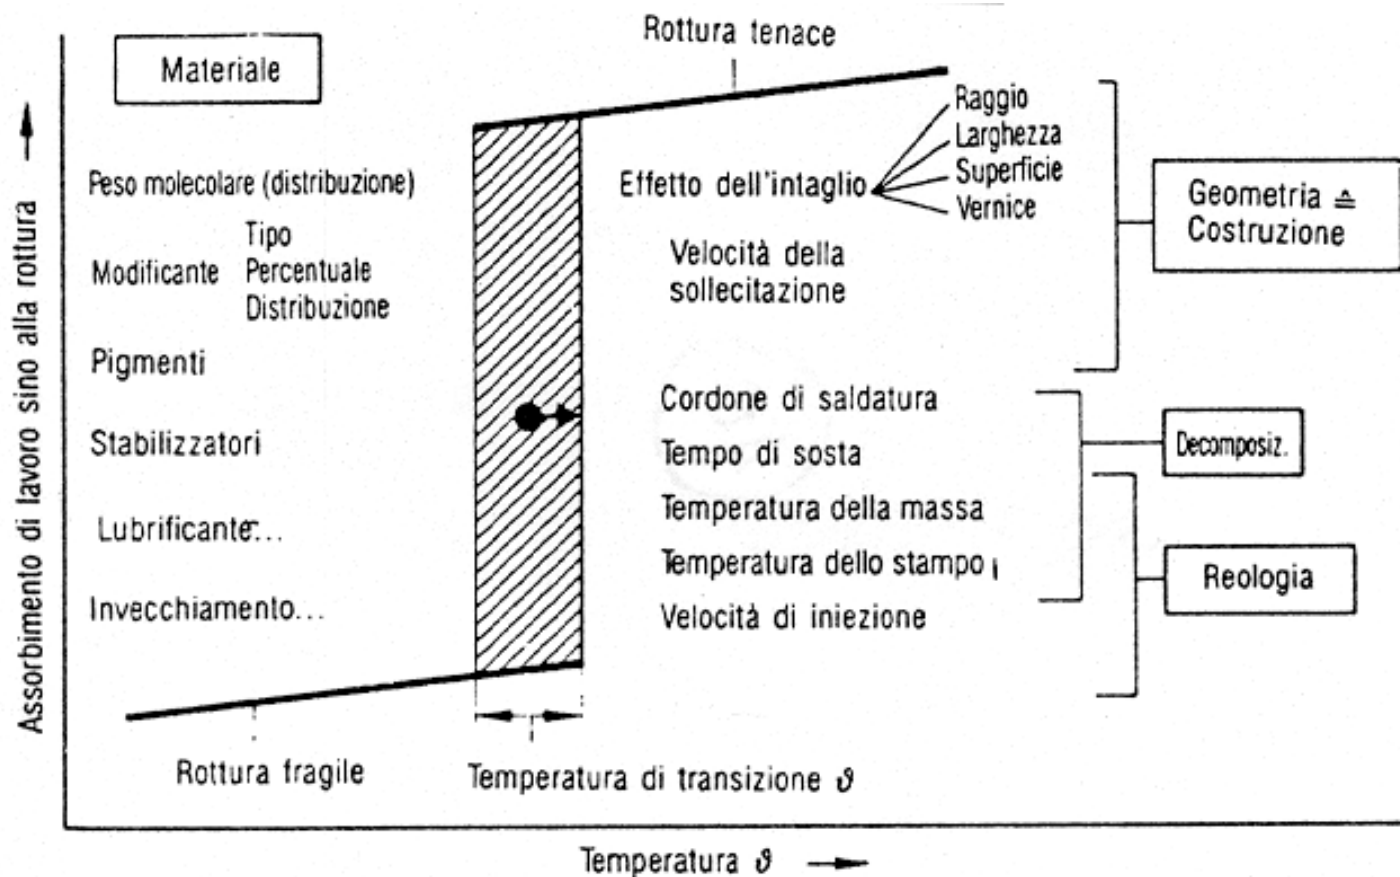 Rottura tenace
Materiale
Raggio
Larghezza
Superficie
Vernice
Peso molecolare (distribuzione)
Effetto dell'intaglio
Geometria ≙
Costruzione
Tipo
Modificante Percentuale
Distribuzione
Velocità della
sollecitazione
Pigmenti
Cordone di saldatura
Stabilizzatori
Tempo di sosta
Decomposiz.
Lubrificante...
Temperatura della massa
Temperatura dello stampo
Reologia
Invecchiamento...
Velocità di iniezione
Rottura fragile
Temperatura di transizione ϑ
Temperatura ϑ
Assorbimento di lavoro sino alla rottura